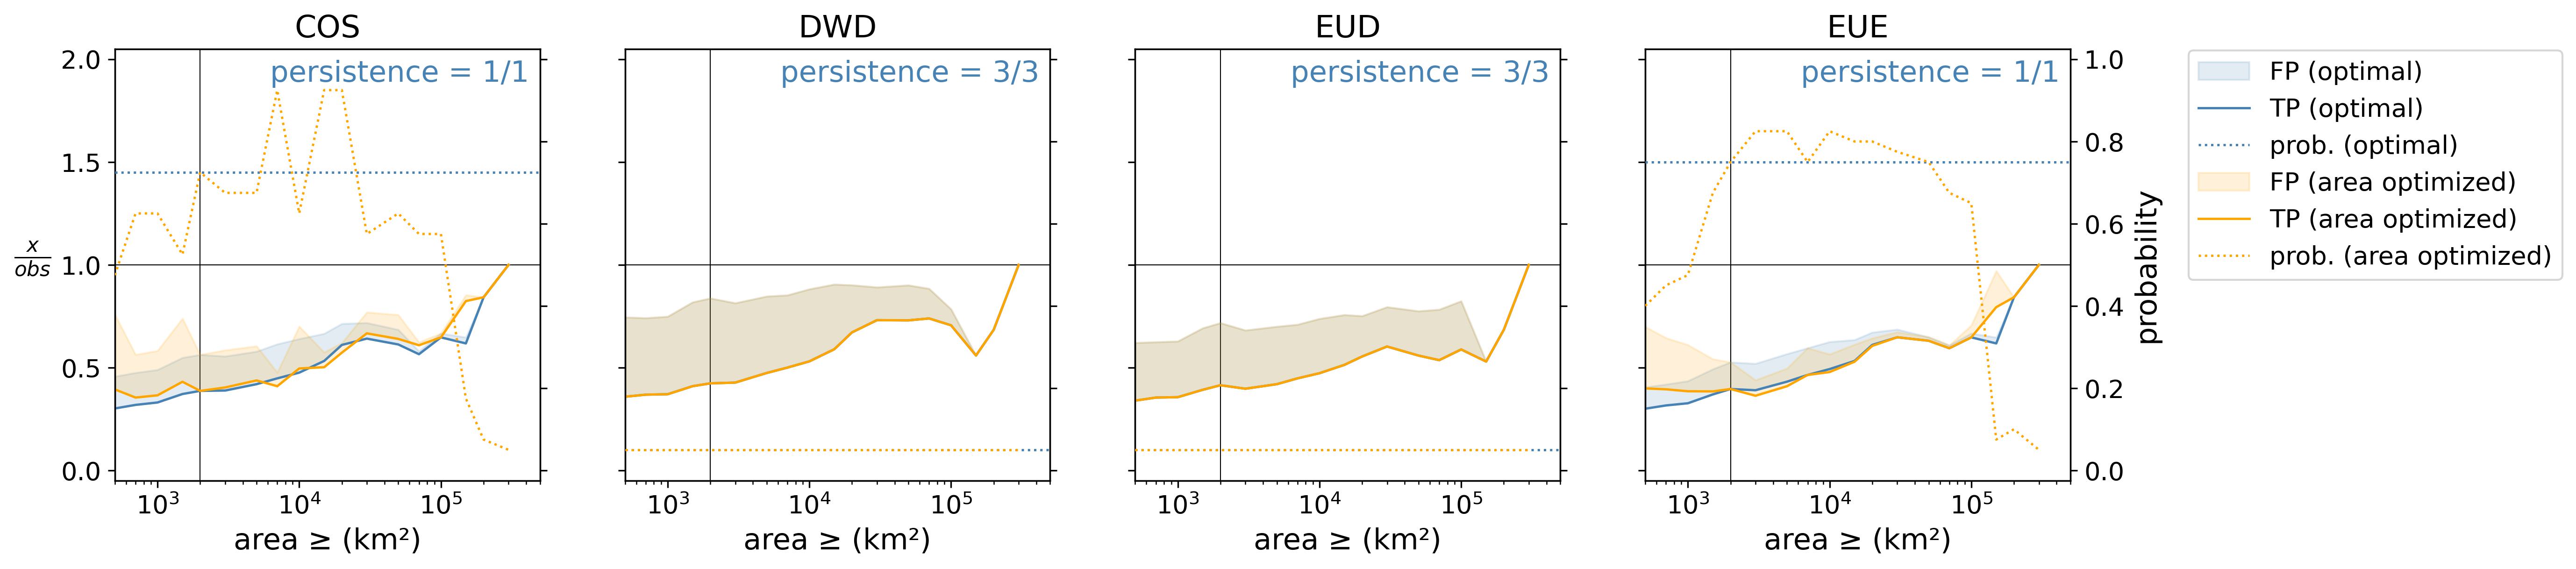 COS
DWD
EUD
EUE
persistence = 1/1
persistence = 3/3
persistence = 3/3
persistence = 1/1
2.0
1.5
1.0
0.5
0.0
x
obs
10³
10⁴
10⁵
10³
10⁴
10⁵
10³
10⁴
10⁵
10³
10⁴
10⁵
area ≥ (km²)
area ≥ (km²)
area ≥ (km²)
area ≥ (km²)
1.0
0.8
0.6
0.4
0.2
0.0
probability
FP (optimal)
TP (optimal)
prob. (optimal)
FP (area optimized)
TP (area optimized)
prob. (area optimized)